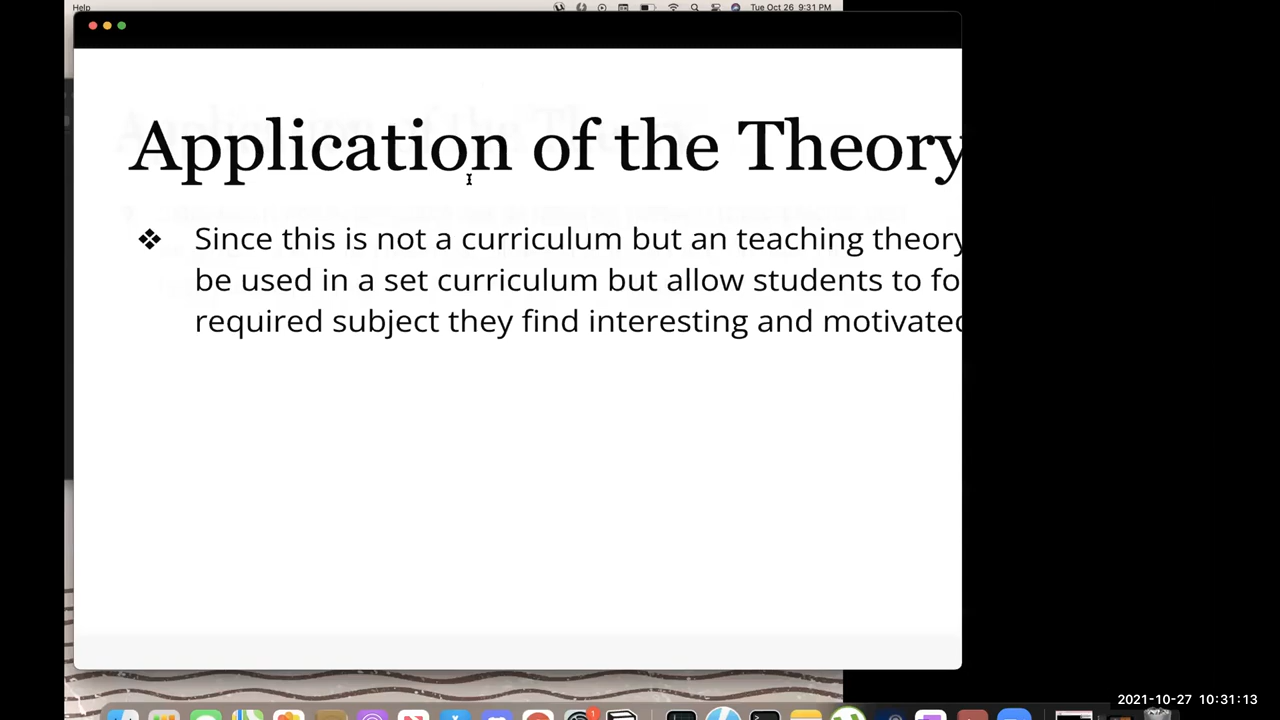 Help
Tue Oct 26 9:31 PM
Application of the Theory
❖ Since this is not a curriculum but an teaching theory
be used in a set curriculum but allow students to fo
required subject they find interesting and motivated
1
2021-10-27 10:31:13